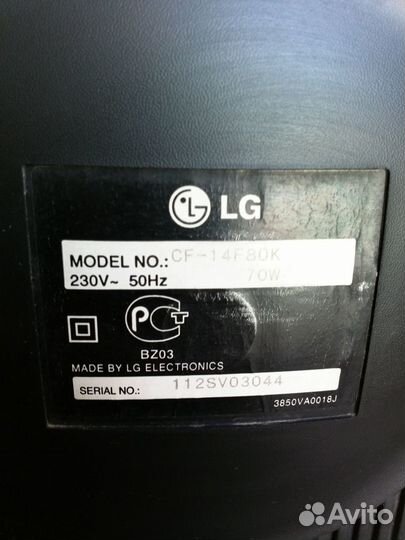 LG
MODEL NO.: CF-14F80K
230V~ 50Hz 70W
PCT
BZ03
MADE BY LG ELECTRONICS
SERIAL NO.: 112SV03044
3850VA0018J
Avito